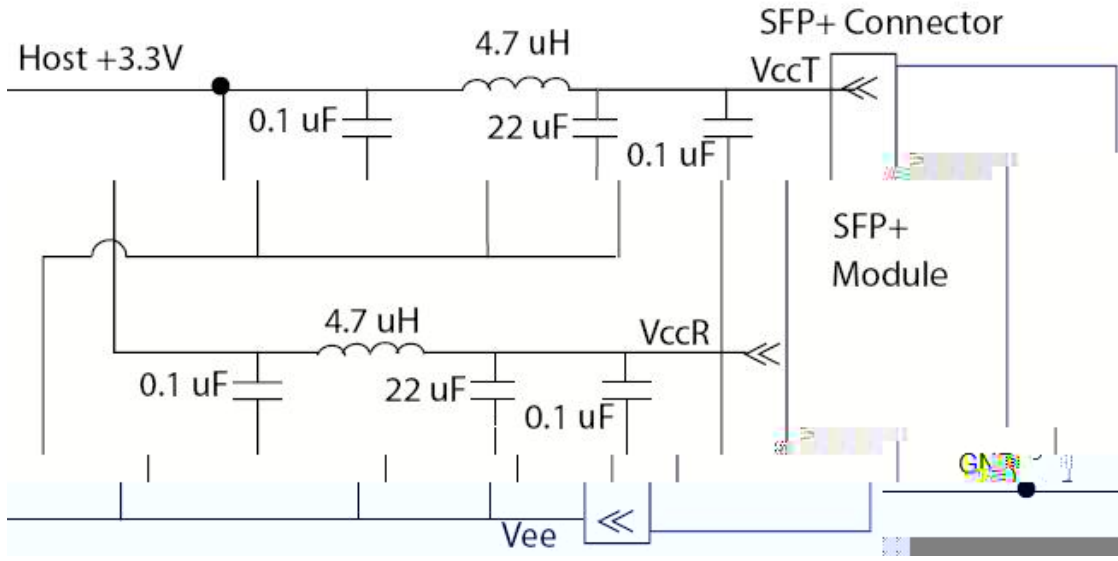 SFP+ Connector
Host +3.3V
4.7 uH
VccT
0.1 uF
22 uF
0.1 uF
SFP+
Module
4.7 uH
VccR
0.1 uF
22 uF
0.1 uF
Vee